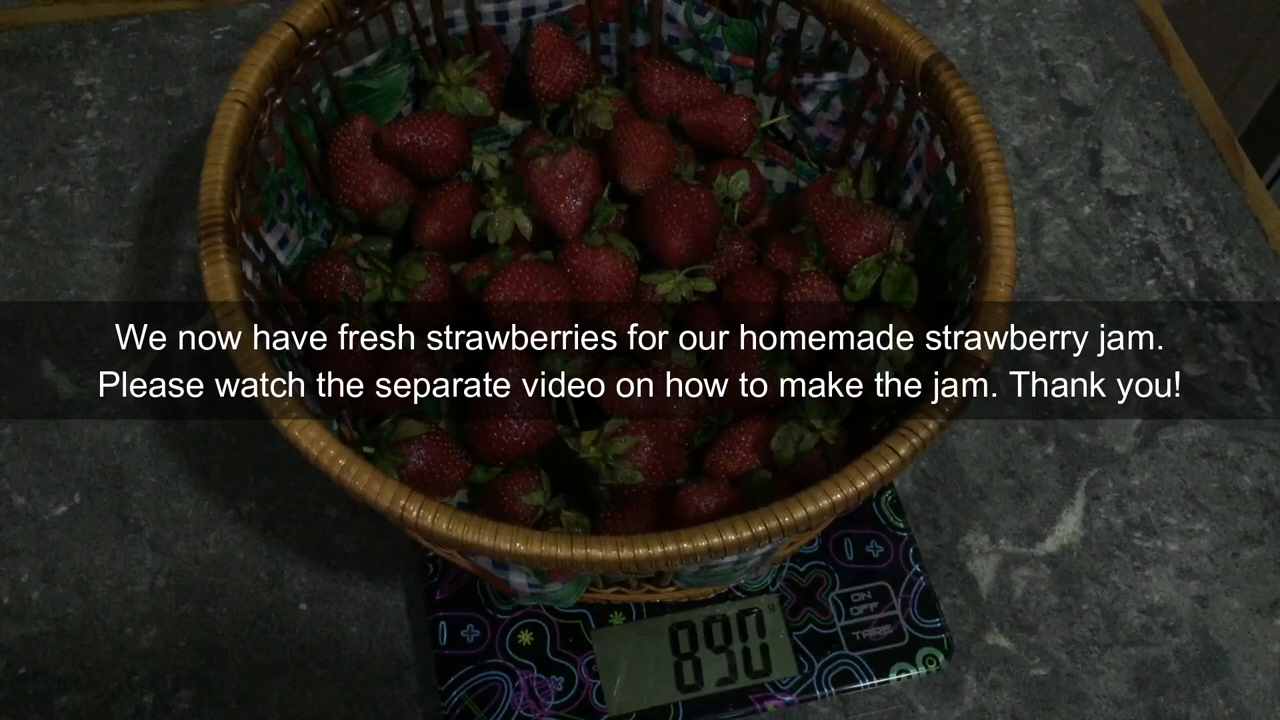 We now have fresh strawberries for our homemade strawberry jam.
Please watch the separate video on how to make the jam. Thank you!
ON
OFF
TARE
890 g